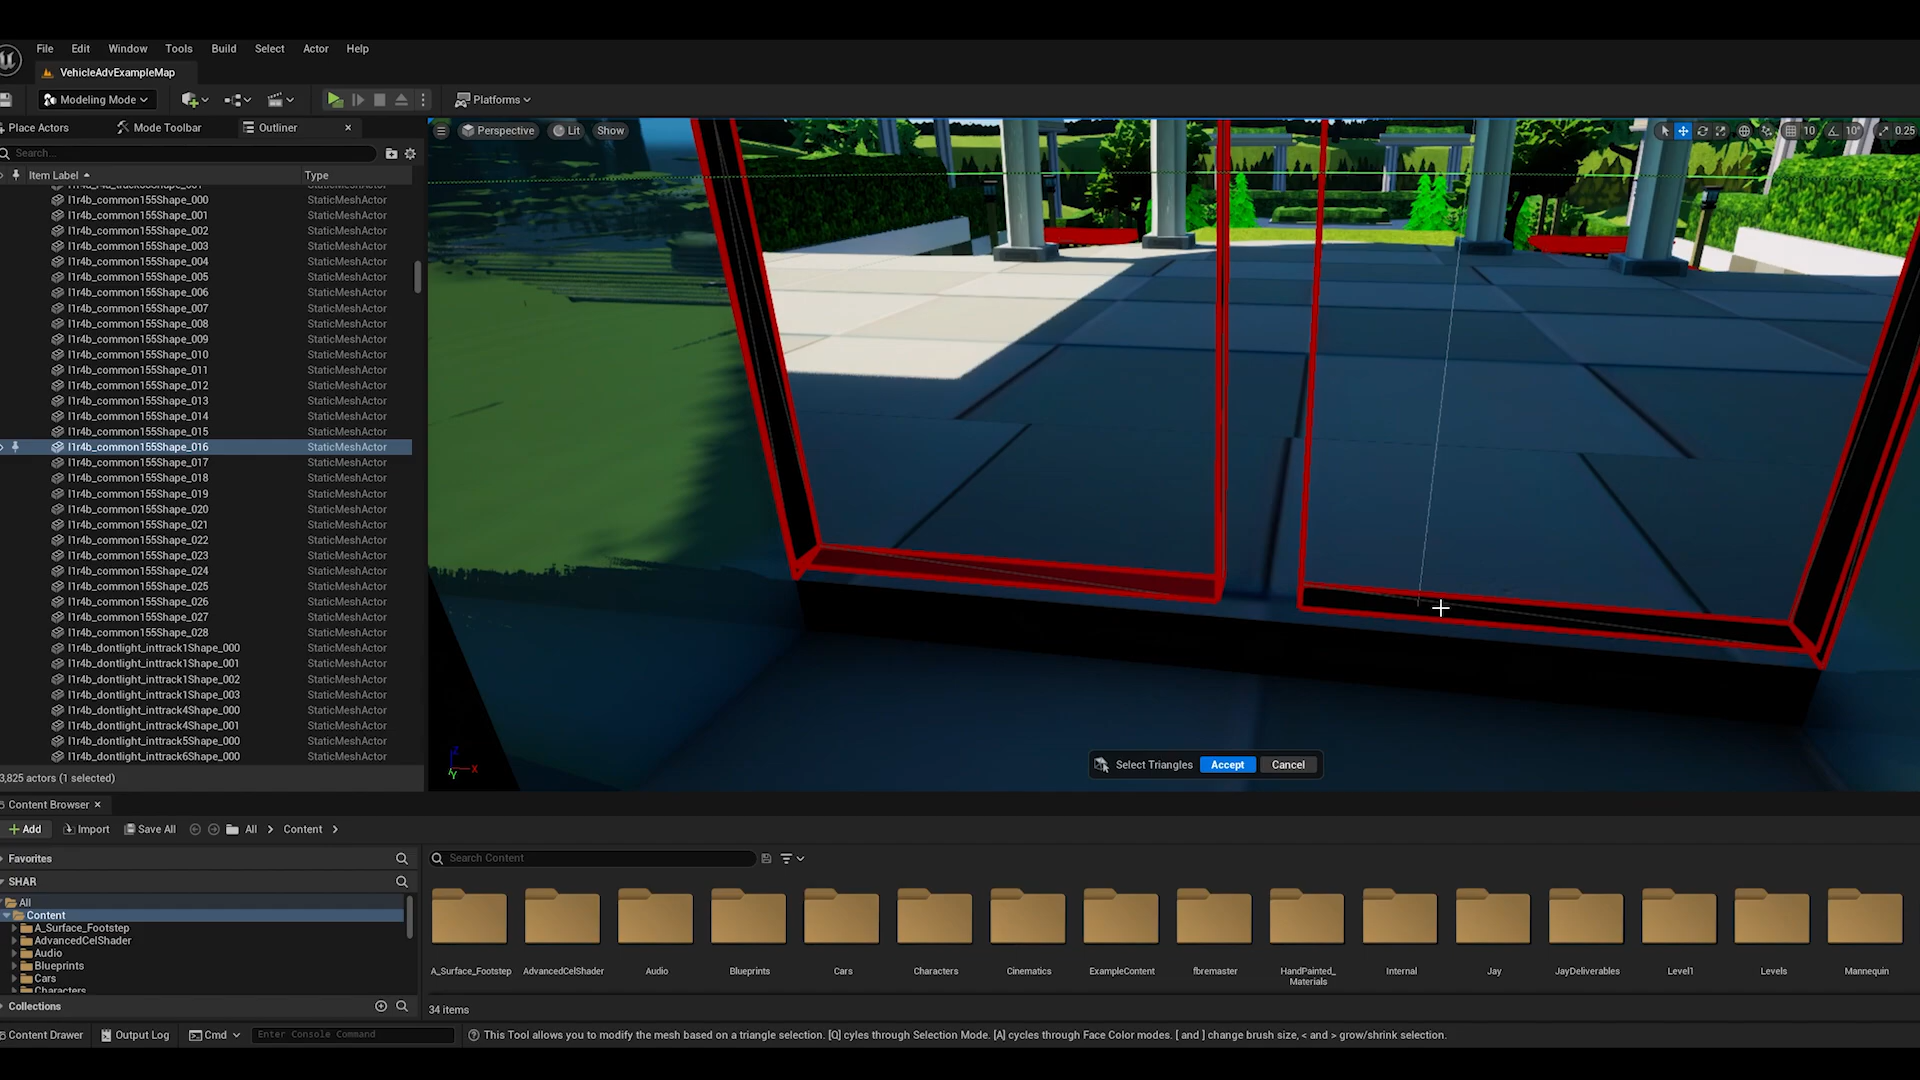 File Edit Window Tools Build Select Actor Help
VehicleAdvExampleMap
Modeling Mode Platforms
Place Actors Mode Toolbar Outliner
Perspective Lit Show 10 10° 0.25
Search...
Item Label Type
l1r4b_common155Shape_000 StaticMeshActor
l1r4b_common155Shape_001 StaticMeshActor
l1r4b_common155Shape_002 StaticMeshActor
l1r4b_common155Shape_003 StaticMeshActor
l1r4b_common155Shape_004 StaticMeshActor
l1r4b_common155Shape_005 StaticMeshActor
l1r4b_common155Shape_006 StaticMeshActor
l1r4b_common155Shape_007 StaticMeshActor
l1r4b_common155Shape_008 StaticMeshActor
l1r4b_common155Shape_009 StaticMeshActor
l1r4b_common155Shape_010 StaticMeshActor
l1r4b_common155Shape_011 StaticMeshActor
l1r4b_common155Shape_012 StaticMeshActor
l1r4b_common155Shape_013 StaticMeshActor
l1r4b_common155Shape_014 StaticMeshActor
l1r4b_common155Shape_015 StaticMeshActor
l1r4b_common155Shape_016 StaticMeshActor
l1r4b_common155Shape_017 StaticMeshActor
l1r4b_common155Shape_018 StaticMeshActor
l1r4b_common155Shape_019 StaticMeshActor
l1r4b_common155Shape_020 StaticMeshActor
l1r4b_common155Shape_021 StaticMeshActor
l1r4b_common155Shape_022 StaticMeshActor
l1r4b_common155Shape_023 StaticMeshActor
l1r4b_common155Shape_024 StaticMeshActor
l1r4b_common155Shape_025 StaticMeshActor
l1r4b_common155Shape_026 StaticMeshActor
l1r4b_common155Shape_027 StaticMeshActor
l1r4b_common155Shape_028 StaticMeshActor
l1r4b_dontlight_inttrack1Shape_000 StaticMeshActor
l1r4b_dontlight_inttrack1Shape_001 StaticMeshActor
l1r4b_dontlight_inttrack1Shape_002 StaticMeshActor
l1r4b_dontlight_inttrack1Shape_003 StaticMeshActor
l1r4b_dontlight_inttrack4Shape_000 StaticMeshActor
l1r4b_dontlight_inttrack4Shape_001 StaticMeshActor
l1r4b_dontlight_inttrack5Shape_000 StaticMeshActor
l1r4b_dontlight_inttrack6Shape_000 StaticMeshActor
3,825 actors (1 selected)
Z
X
Y
Select Triangles Accept Cancel
Content Browser
Add Import Save All All Content
Favorites
Search Content
SHAR
All
Content
A_Surface_Footstep
AdvancedCelShader
Audio
Blueprints
Cars
Characters
A_Surface_Footstep AdvancedCelShader Audio Blueprints Cars Characters Cinematics ExampleContent fbremaster HandPainted_ Internal Jay JayDeliverables Level1 Levels Mannequin
Materials
Collections
34 items
Content Drawer Output Log Cmd Enter Console Command This Tool allows you to modify the mesh based on a triangle selection. [Q] cyles through Selection Mode. [A] cycles through Face Color modes. [ and ] change brush size, < and > grow/shrink selection.